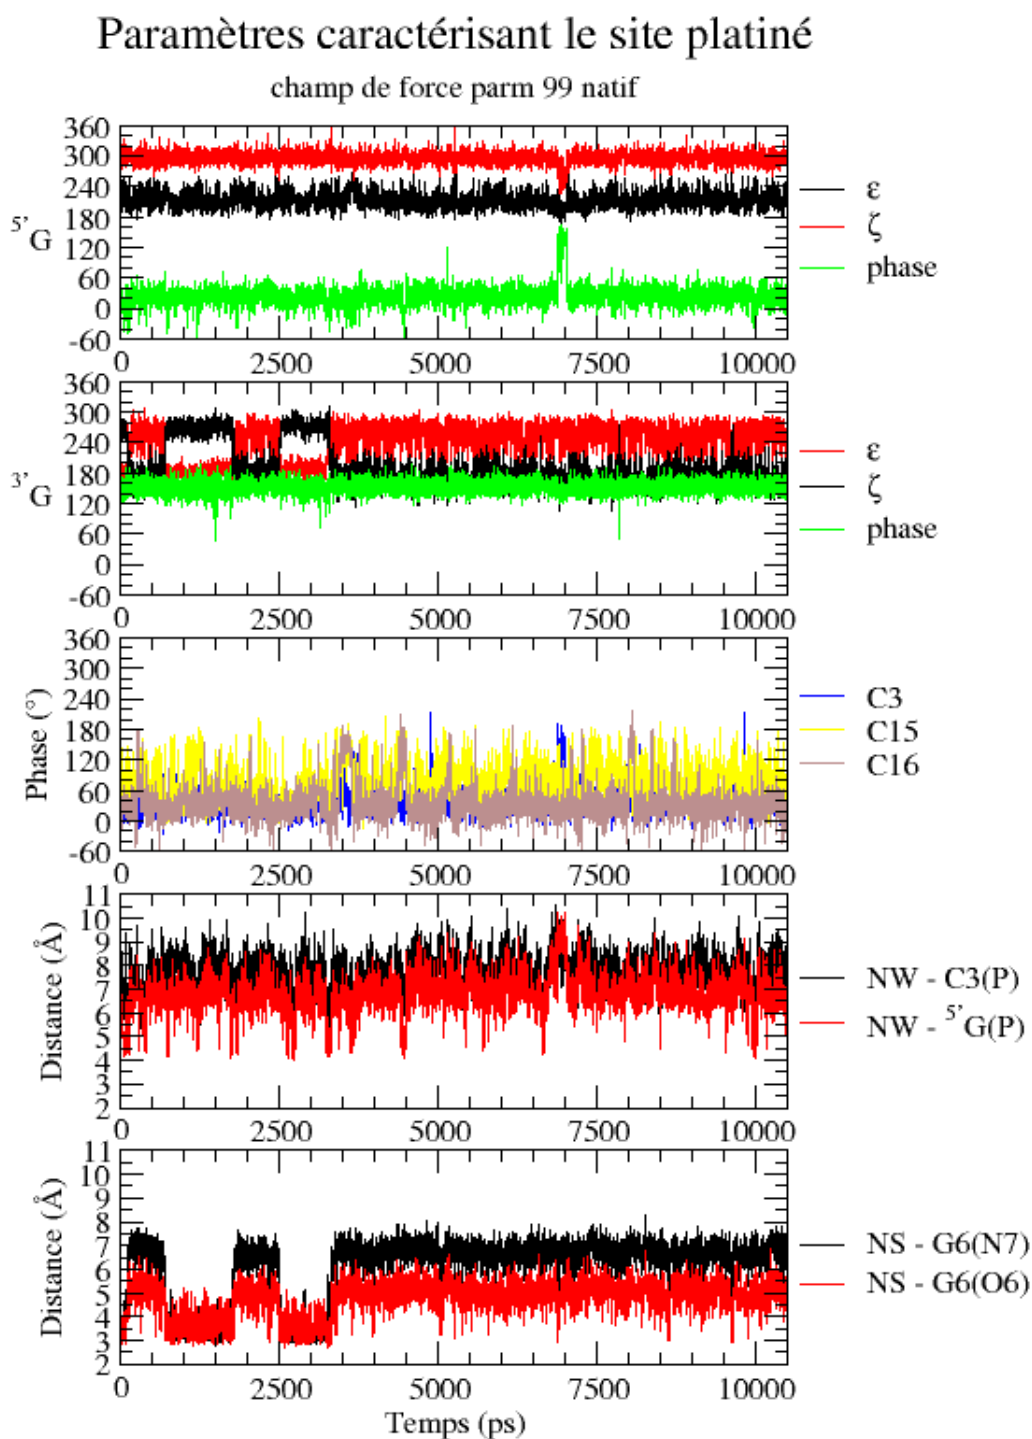 Paramètres caractérisant le site platiné
champ de force parm 99 natif
360
300
240
180
120
60
0
-60
5'G
ε
ζ
phase
0 2500 5000 7500 10000
360
300
240
180
120
60
0
-60
3'G
ε
ζ
phase
0 2500 5000 7500 10000
360
300
240
180
120
60
0
-60
Phase (°)
C3
C15
C16
0 2500 5000 7500 10000
11
10
9
8
7
6
5
4
3
2
Distance (Å)
NW - C3(P)
NW - 5'G(P)
0 2500 5000 7500 10000
11
10
9
8
7
6
5
4
3
2
Distance (Å)
NS - G6(N7)
NS - G6(O6)
0 2500 5000 7500 10000
Temps (ps)